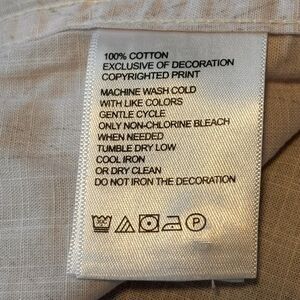 100% COTTON
EXCLUSIVE OF DECORATION
COPYRIGHTED PRINT
MACHINE WASH COLD
WITH LIKE COLORS
GENTLE CYCLE
ONLY NON-CHLORINE BLEACH
WHEN NEEDED
TUMBLE DRY LOW
COOL IRON
OR DRY CLEAN
DO NOT IRON THE DECORATION
P